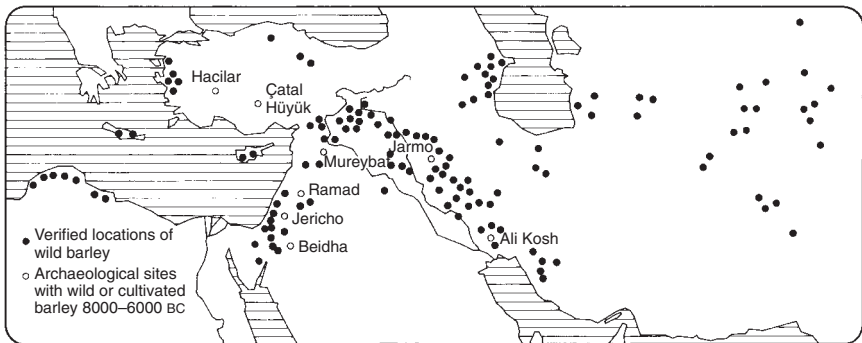 Hacilar
Çatal
Hüyük
Jarmo
Mureybat
Ramad
Jericho
Beidha
Ali Kosh
Verified locations of
wild barley
Archaeological sites
with wild or cultivated
barley 8000–6000 BC